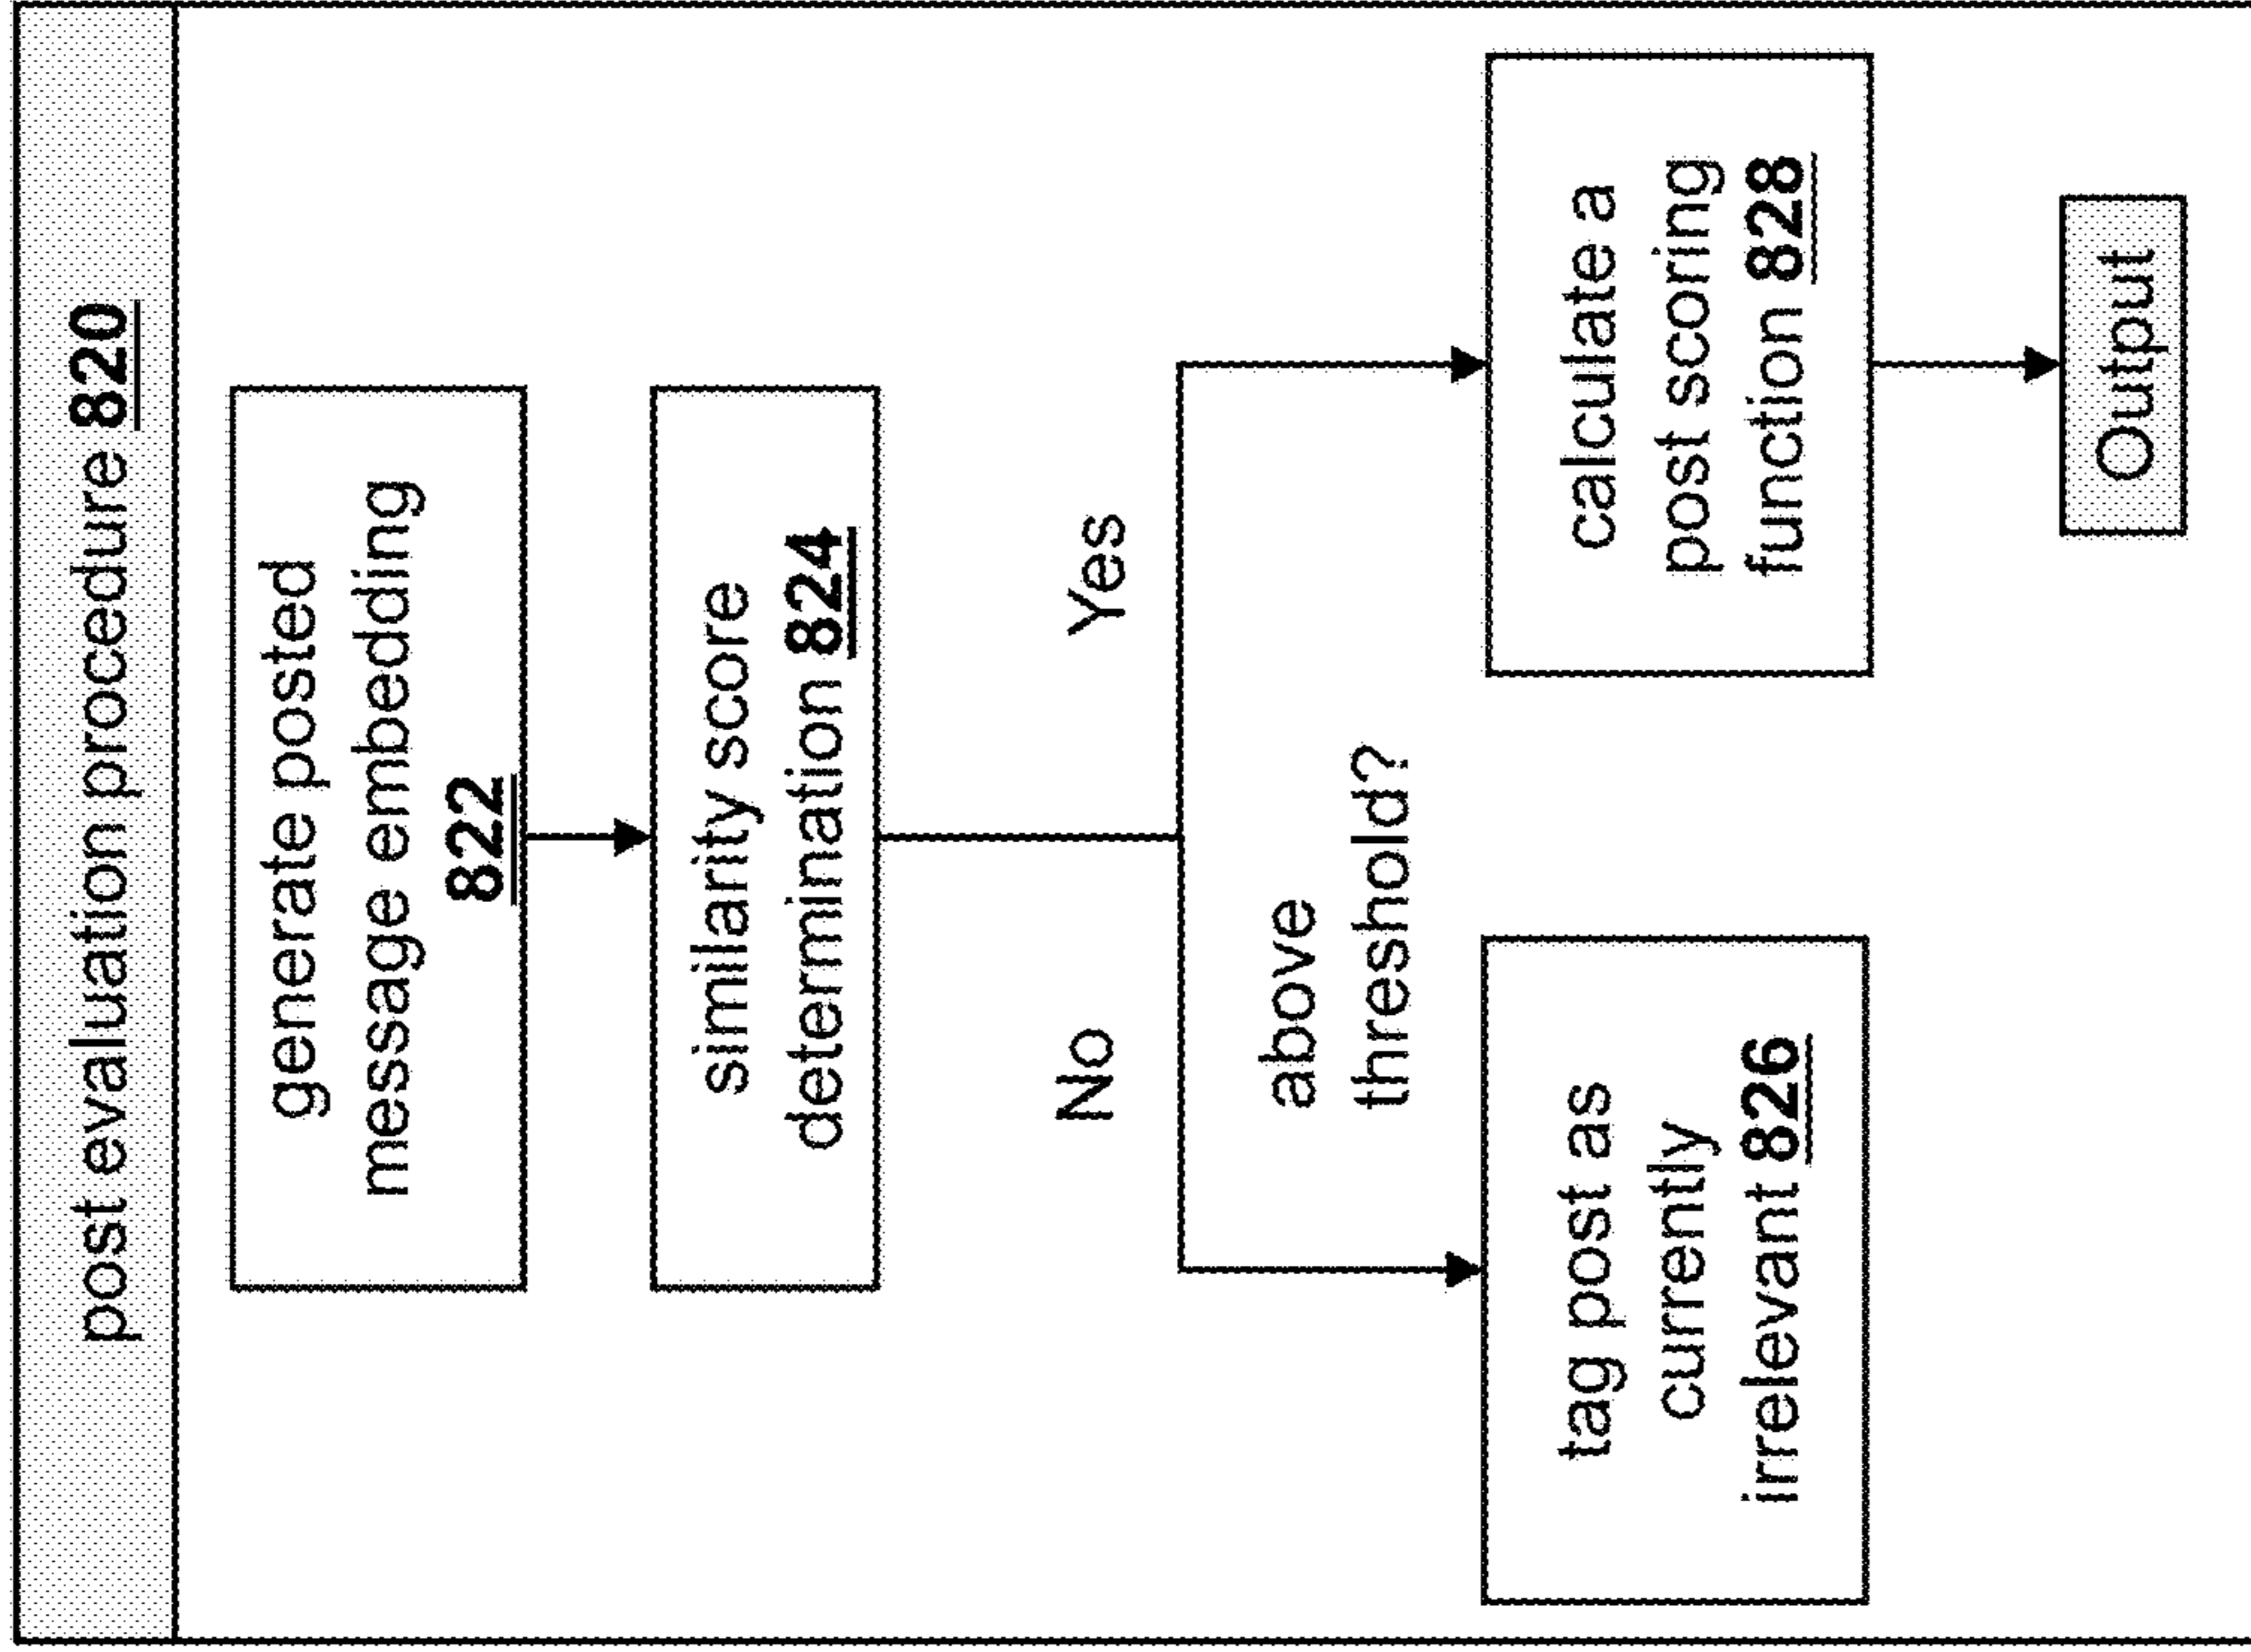 post evaluation procedure 820
generate posted
message embedding
822
similarity score
determination 824
No
Yes
above
threshold?
tag post as
currently
irrelevant 826
calculate a
post scoring
function 828
Output